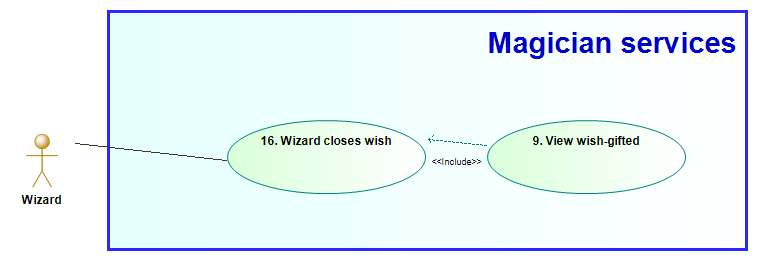 Magician services
16. Wizard closes wish
9. View wish-gifted
<<Include>>
Wizard